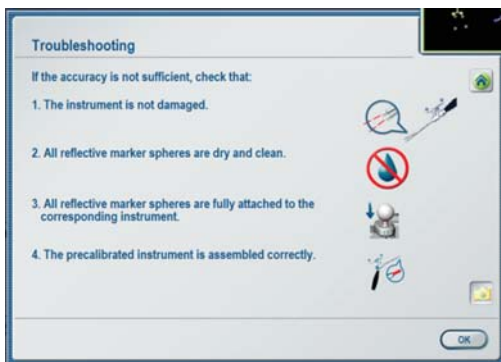 Troubleshooting
If the accuracy is not sufficient, check that:
1. The instrument is not damaged.
2. All reflective marker spheres are dry and clean.
3. All reflective marker spheres are fully attached to the
corresponding instrument.
4. The precalibrated instrument is assembled correctly.
OK